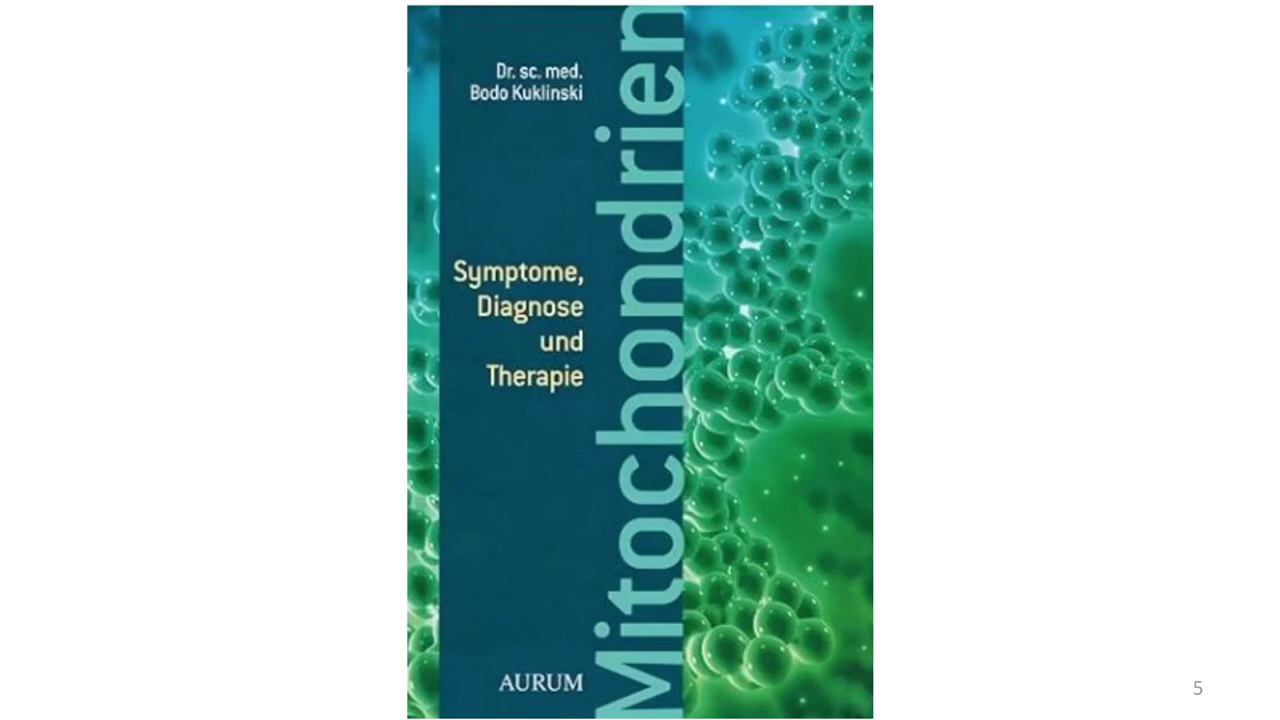 Dr. sc. med.
Bodo Kuklinski
Mitochondrien
Symptome,
Diagnose
und
Therapie
AURUM
5